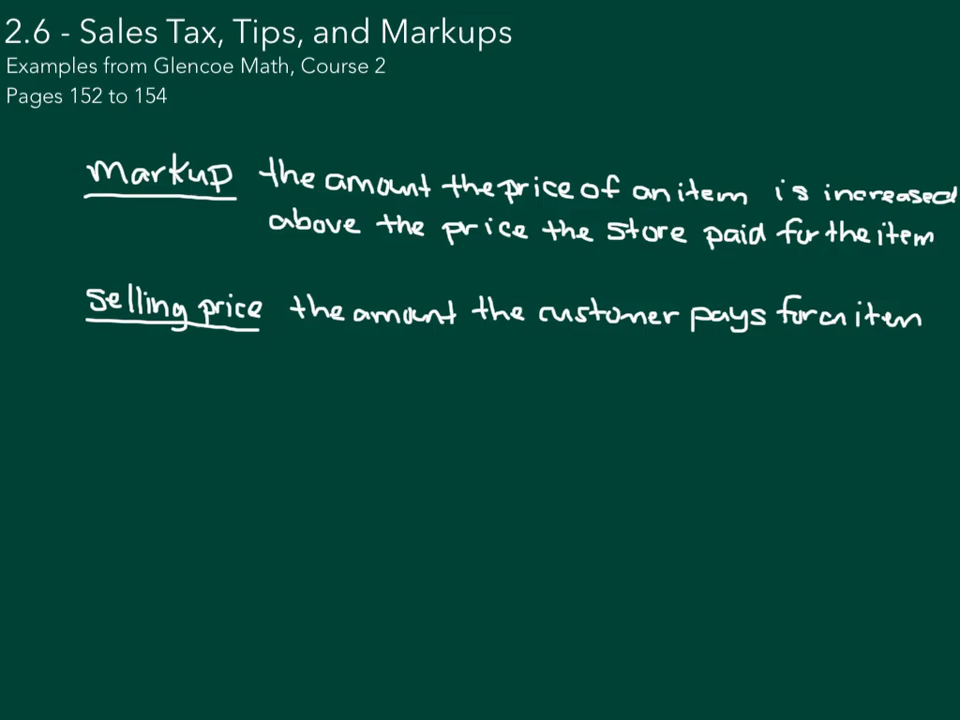 2.6 - Sales Tax, Tips, and Markups
Examples from Glencoe Math, Course 2
Pages 152 to 154
Markup the amount the price of an item is increased
above the price the store paid for the item
Selling price the amount the customer pays for an item